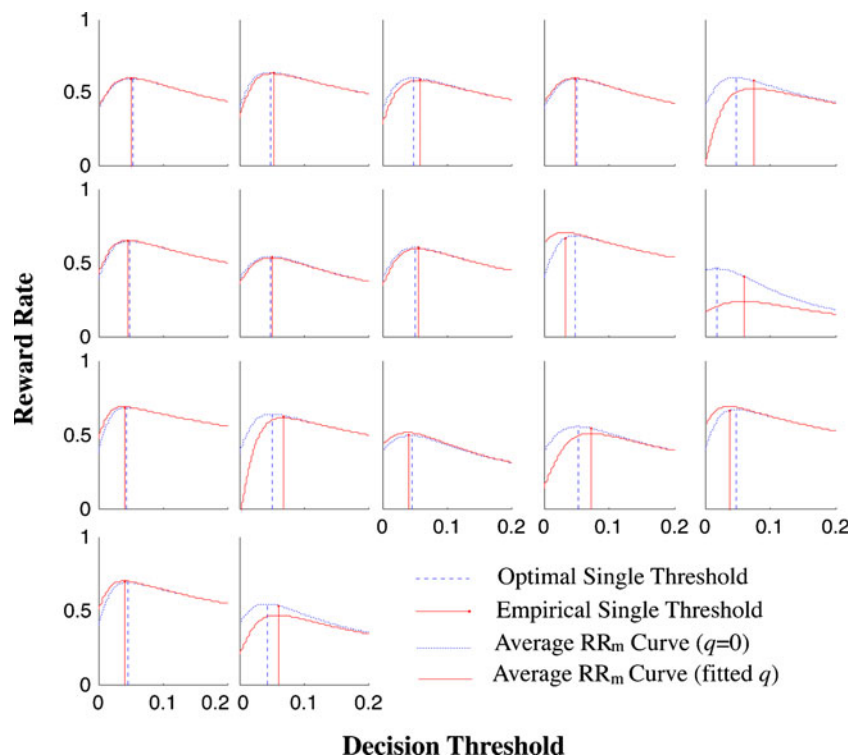 1
0.5
0
1
0.5
0
Reward Rate
1
0.5
0
0 0.1 0.2 0 0.1 0.2 0 0.1 0.2
1
0.5
0
0 0.1 0.2 0 0.1 0.2
Optimal Single Threshold
Empirical Single Threshold
Average RRm Curve (q=0)
Average RRm Curve (fitted q)
Decision Threshold